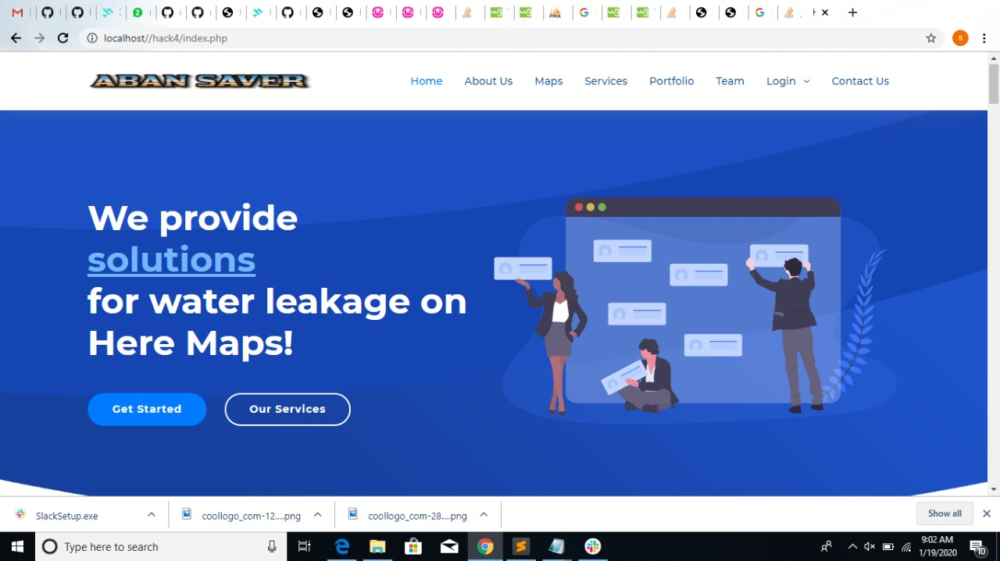 2
localhost//hack4/index.php
s
ABAN SAVER
Home About Us Maps Services Portfolio Team Login Contact Us
We provide
solutions
for water leakage on
Here Maps!
Get Started Our Services
SlackSetup.exe coollogo_com-12....png coollogo_com-28....png Show all
Type here to search
9:02 AM
1/19/2020
10